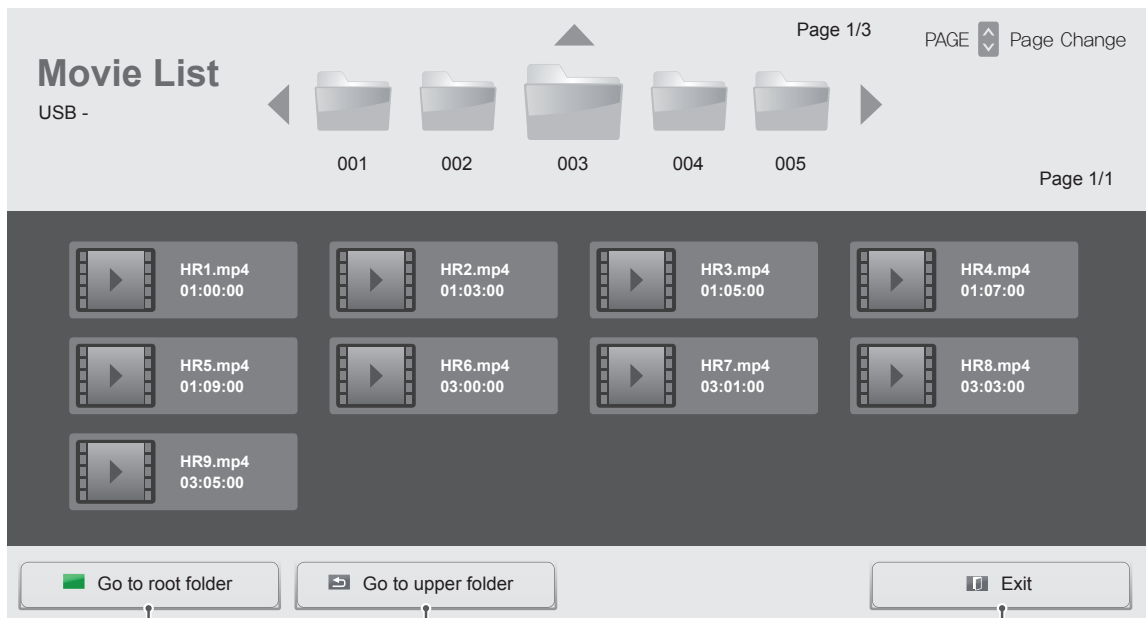 Page 1/3
PAGE Page Change
Movie List
USB -
001 002 003 004 005
Page 1/1
HR1.mp4
01:00:00
HR2.mp4
01:03:00
HR3.mp4
01:05:00
HR4.mp4
01:07:00
HR5.mp4
01:09:00
HR6.mp4
03:00:00
HR7.mp4
03:01:00
HR8.mp4
03:03:00
HR9.mp4
03:05:00
Go to root folder
Go to upper folder
Exit